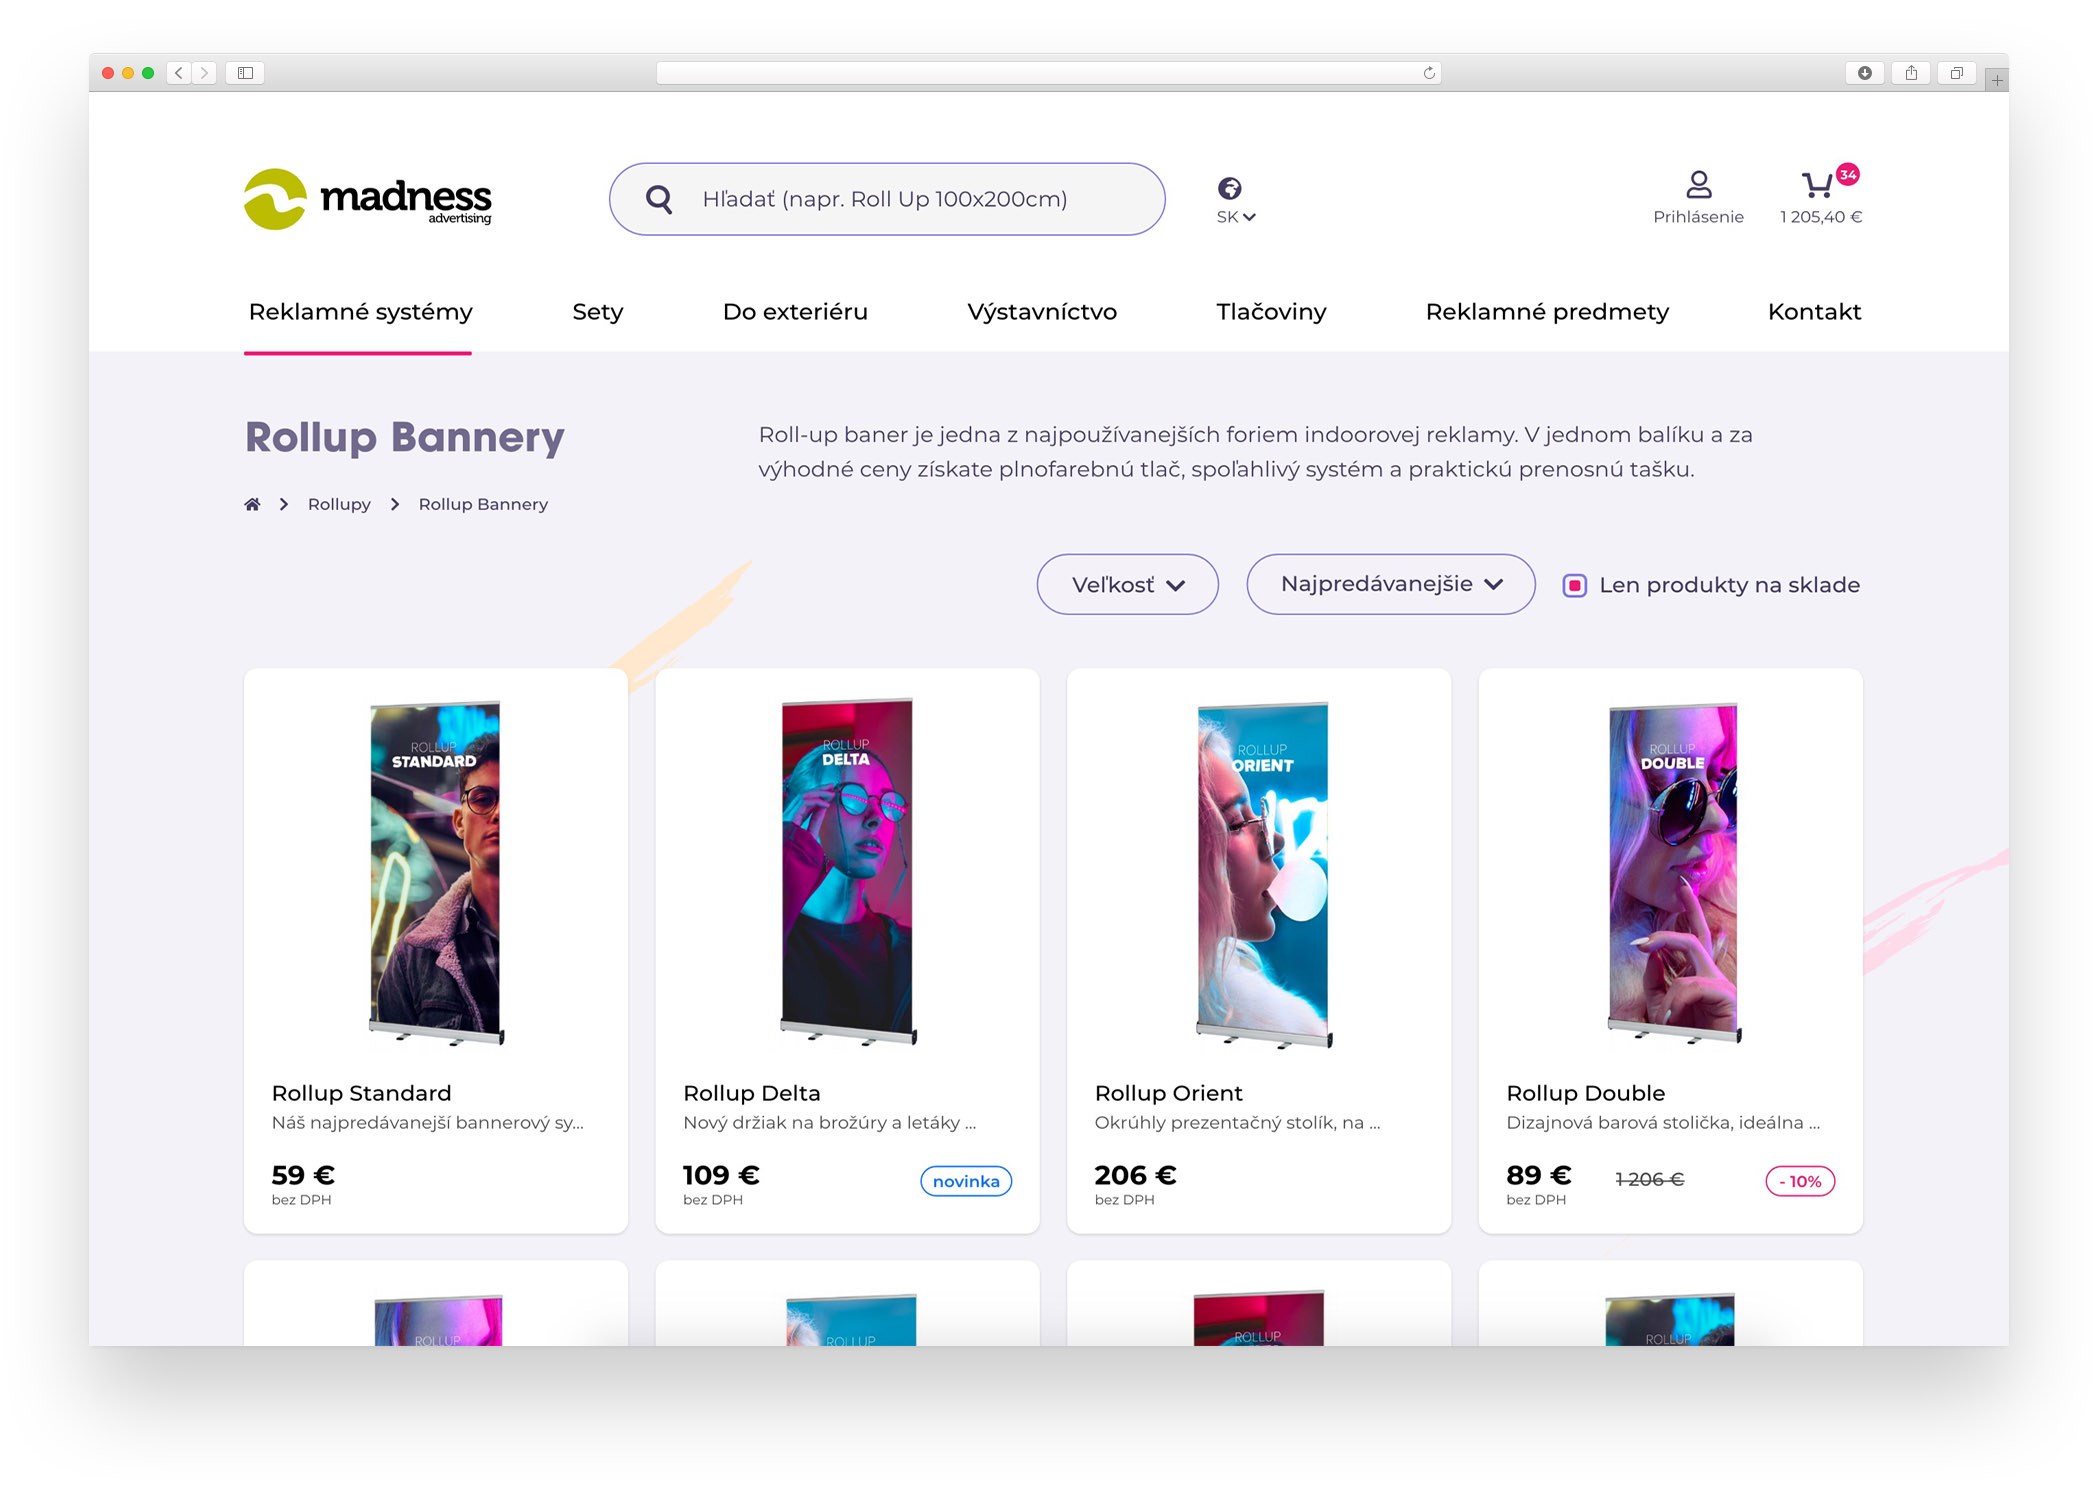 madness
advertising
Hľadať (napr. Roll Up 100x200cm)
SK
Prihlásenie
34
1 205,40 €
Reklamné systémy
Sety
Do exteriéru
Výstavníctvo
Tlačoviny
Reklamné predmety
Kontakt
Rollup Bannery
Roll-up baner je jedna z najpoužívanejších foriem indoorovej reklamy. V jednom balíku a za
výhodné ceny získate plnofarebnú tlač, spoľahlivý systém a praktickú prenosnú tašku.
Rollupy
Rollup Bannery
Veľkosť
Najpredávanejšie
Len produkty na sklade
ROLLUP
STANDARD
ROLLUP
DELTA
ROLLUP
ORIENT
ROLLUP
DOUBLE
Rollup Standard
Náš najpredávanejší bannerový sy...
59 €
bez DPH
Rollup Delta
Nový držiak na brožúry a letáky ...
109 €
bez DPH
novinka
Rollup Orient
Okrúhly prezentačný stolík, na ...
206 €
bez DPH
Rollup Double
Dizajnová barová stolička, ideálna ...
89 €
bez DPH
1 206 €
- 10%
ROLLUP
ROLLUP
ROLLUP
ROLLUP